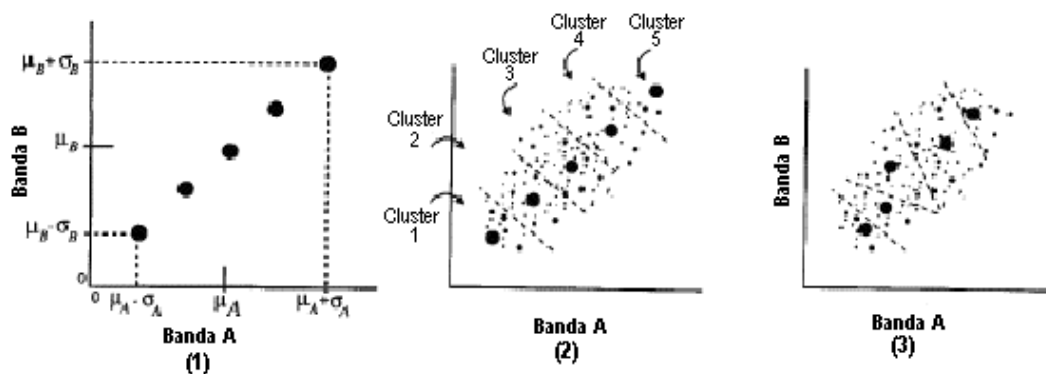 μB+σB
μB
μB-σB
0
0
μA-σA
μA
μA+σA
Banda B
Banda A
(1)
Cluster
1
Cluster
2
Cluster
3
Cluster
4
Cluster
5
Banda A
(2)
Banda B
Banda A
(3)